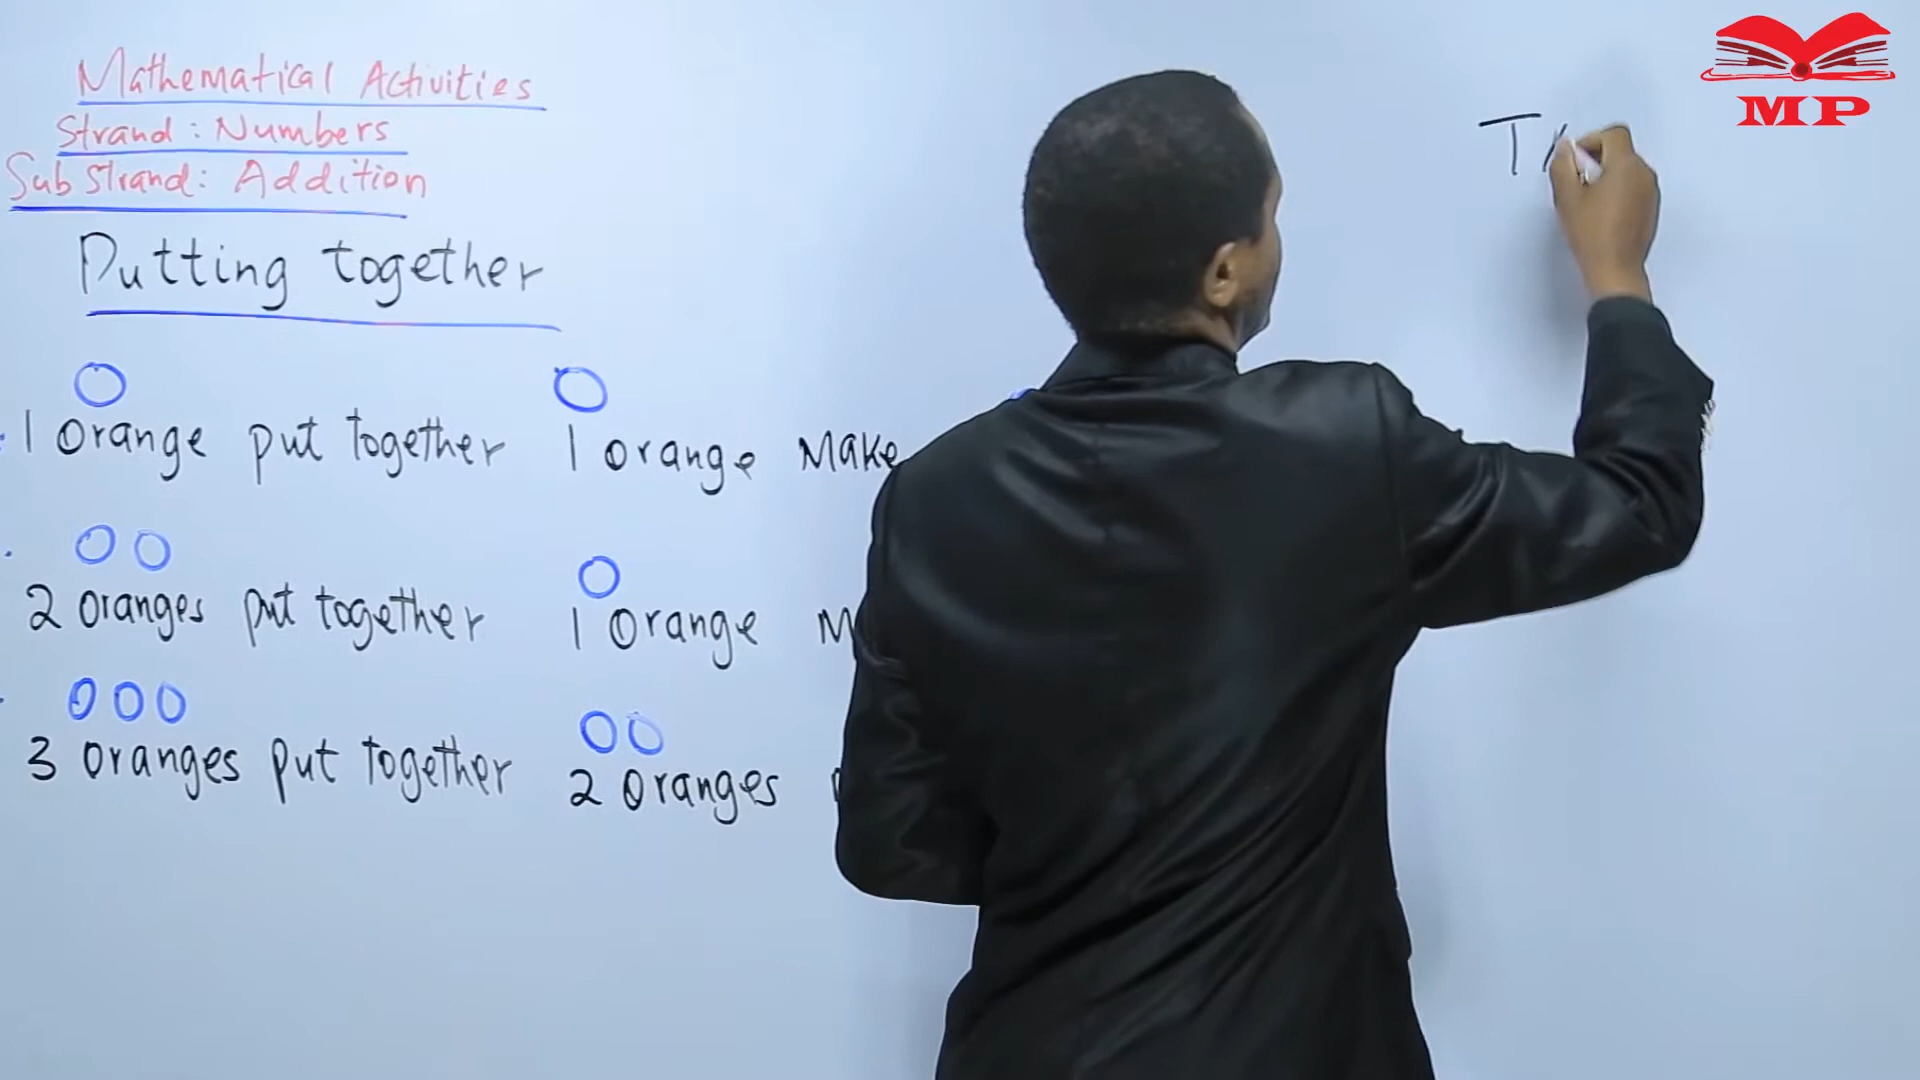 Mathematical Activities
Strand: Numbers
Sub Strand: Addition
Putting together
1 Orange put together 1 orange Make
2 Oranges put together 1 Orange M
3 Oranges put together 2 Oranges
T
MP